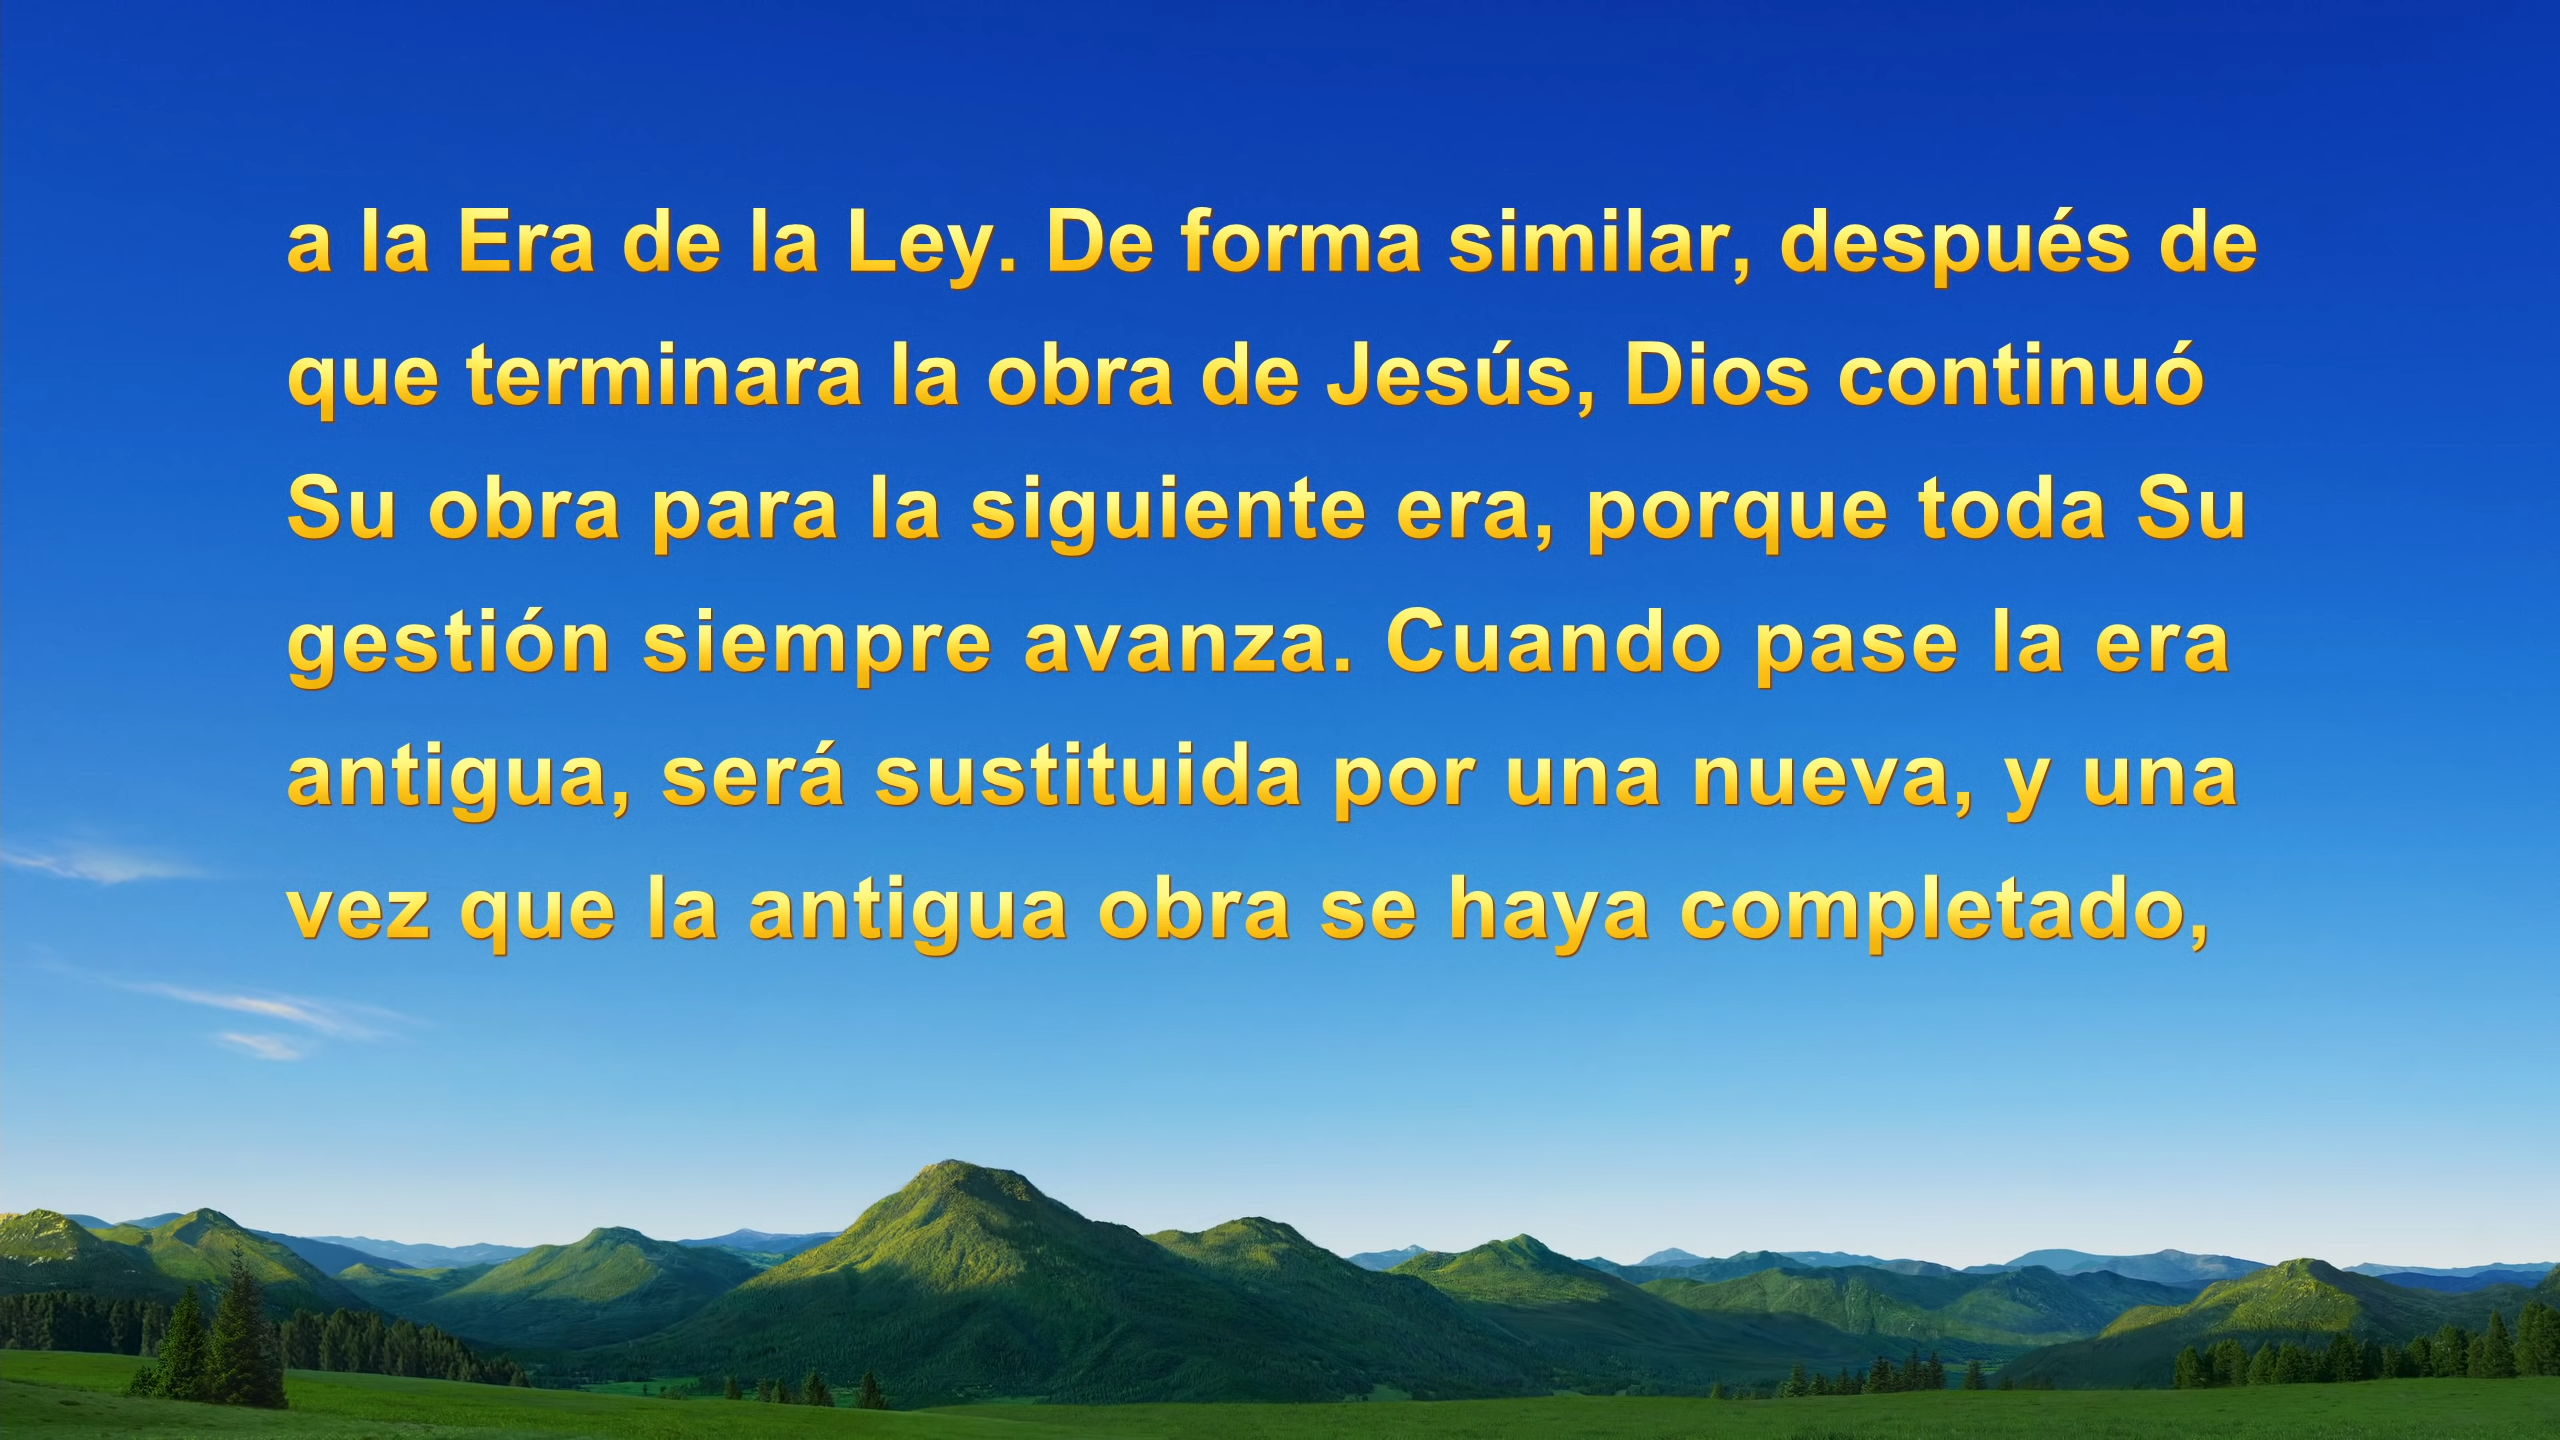 a la Era de la Ley. De forma similar, después de
que terminara la obra de Jesús, Dios continuó
Su obra para la siguiente era, porque toda Su
gestión siempre avanza. Cuando pase la era
antigua, será sustituida por una nueva, y una
vez que la antigua obra se haya completado,